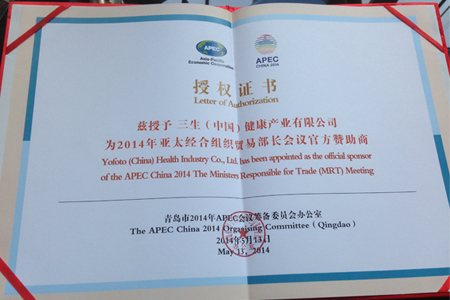 APEC
Asia-Pacific
Economic Cooperation
APEC
CHINA 2014
授权证书
Letter of Authorization
兹授予 三生（中国）健康产业有限公司
为2014年亚太经合组织贸易部长会议官方赞助商
Yofoto (China) Health Industry Co., Ltd. has been appointed as the official sponsor
of the APEC China 2014 The Ministers Responsible for Trade (MRT) Meeting
青岛市2014年APEC会议筹备委员会办公室
The APEC China 2014 Organising Committee (Qingdao)
2014年5月13日
May 13, 2014